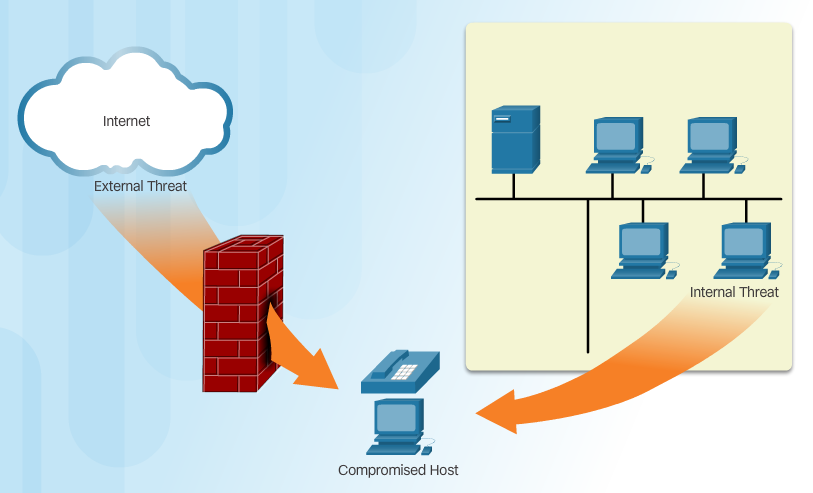 Internet
External Threat
Internal Threat
Compromised Host